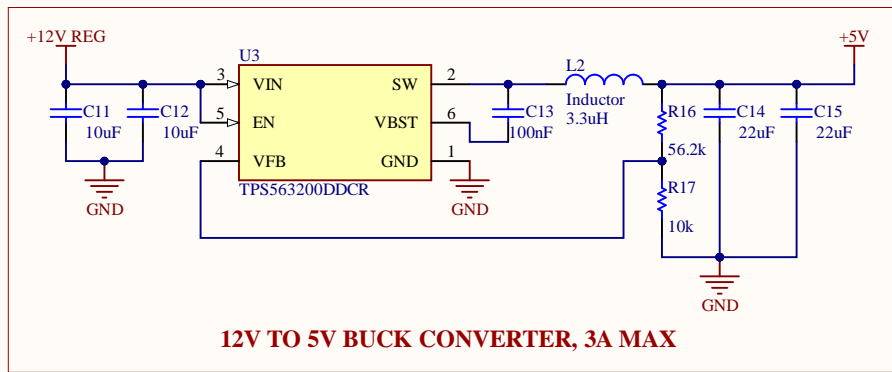 +12V REG
+5V
U3
L2
3
VIN
SW
2
C11
10uF
C12
10uF
5
EN
VBST
6
C13
100nF
Inductor
3.3uH
R16
56.2k
C14
22uF
C15
22uF
4
VFB
GND
1
TPS563200DDCR
R17
10k
GND
GND
GND
12V TO 5V BUCK CONVERTER, 3A MAX